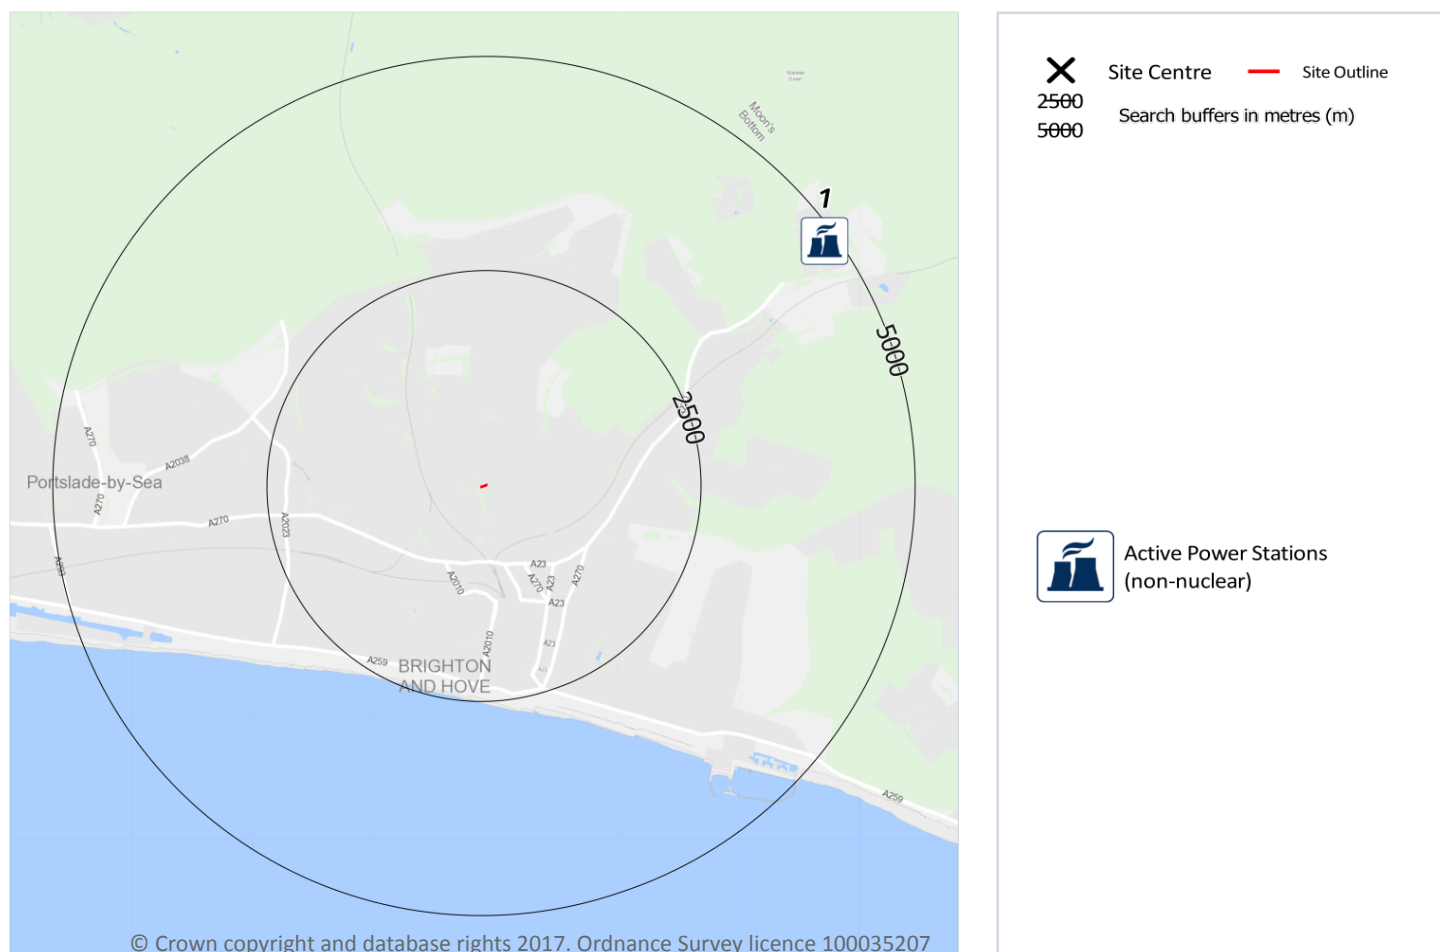 Moon's
Bottom
1
5000
2500
A270
A2038
Portslade-by-Sea
A270
A270
A2023
A293
A23
A270
A23
A270
A2010
A23
A2010
A23
A23
A259
BRIGHTON
AND HOVE
A259
© Crown copyright and database rights 2017. Ordnance Survey licence 100035207
Site Centre
Site Outline
2500
5000
Search buffers in metres (m)
Active Power Stations
(non-nuclear)